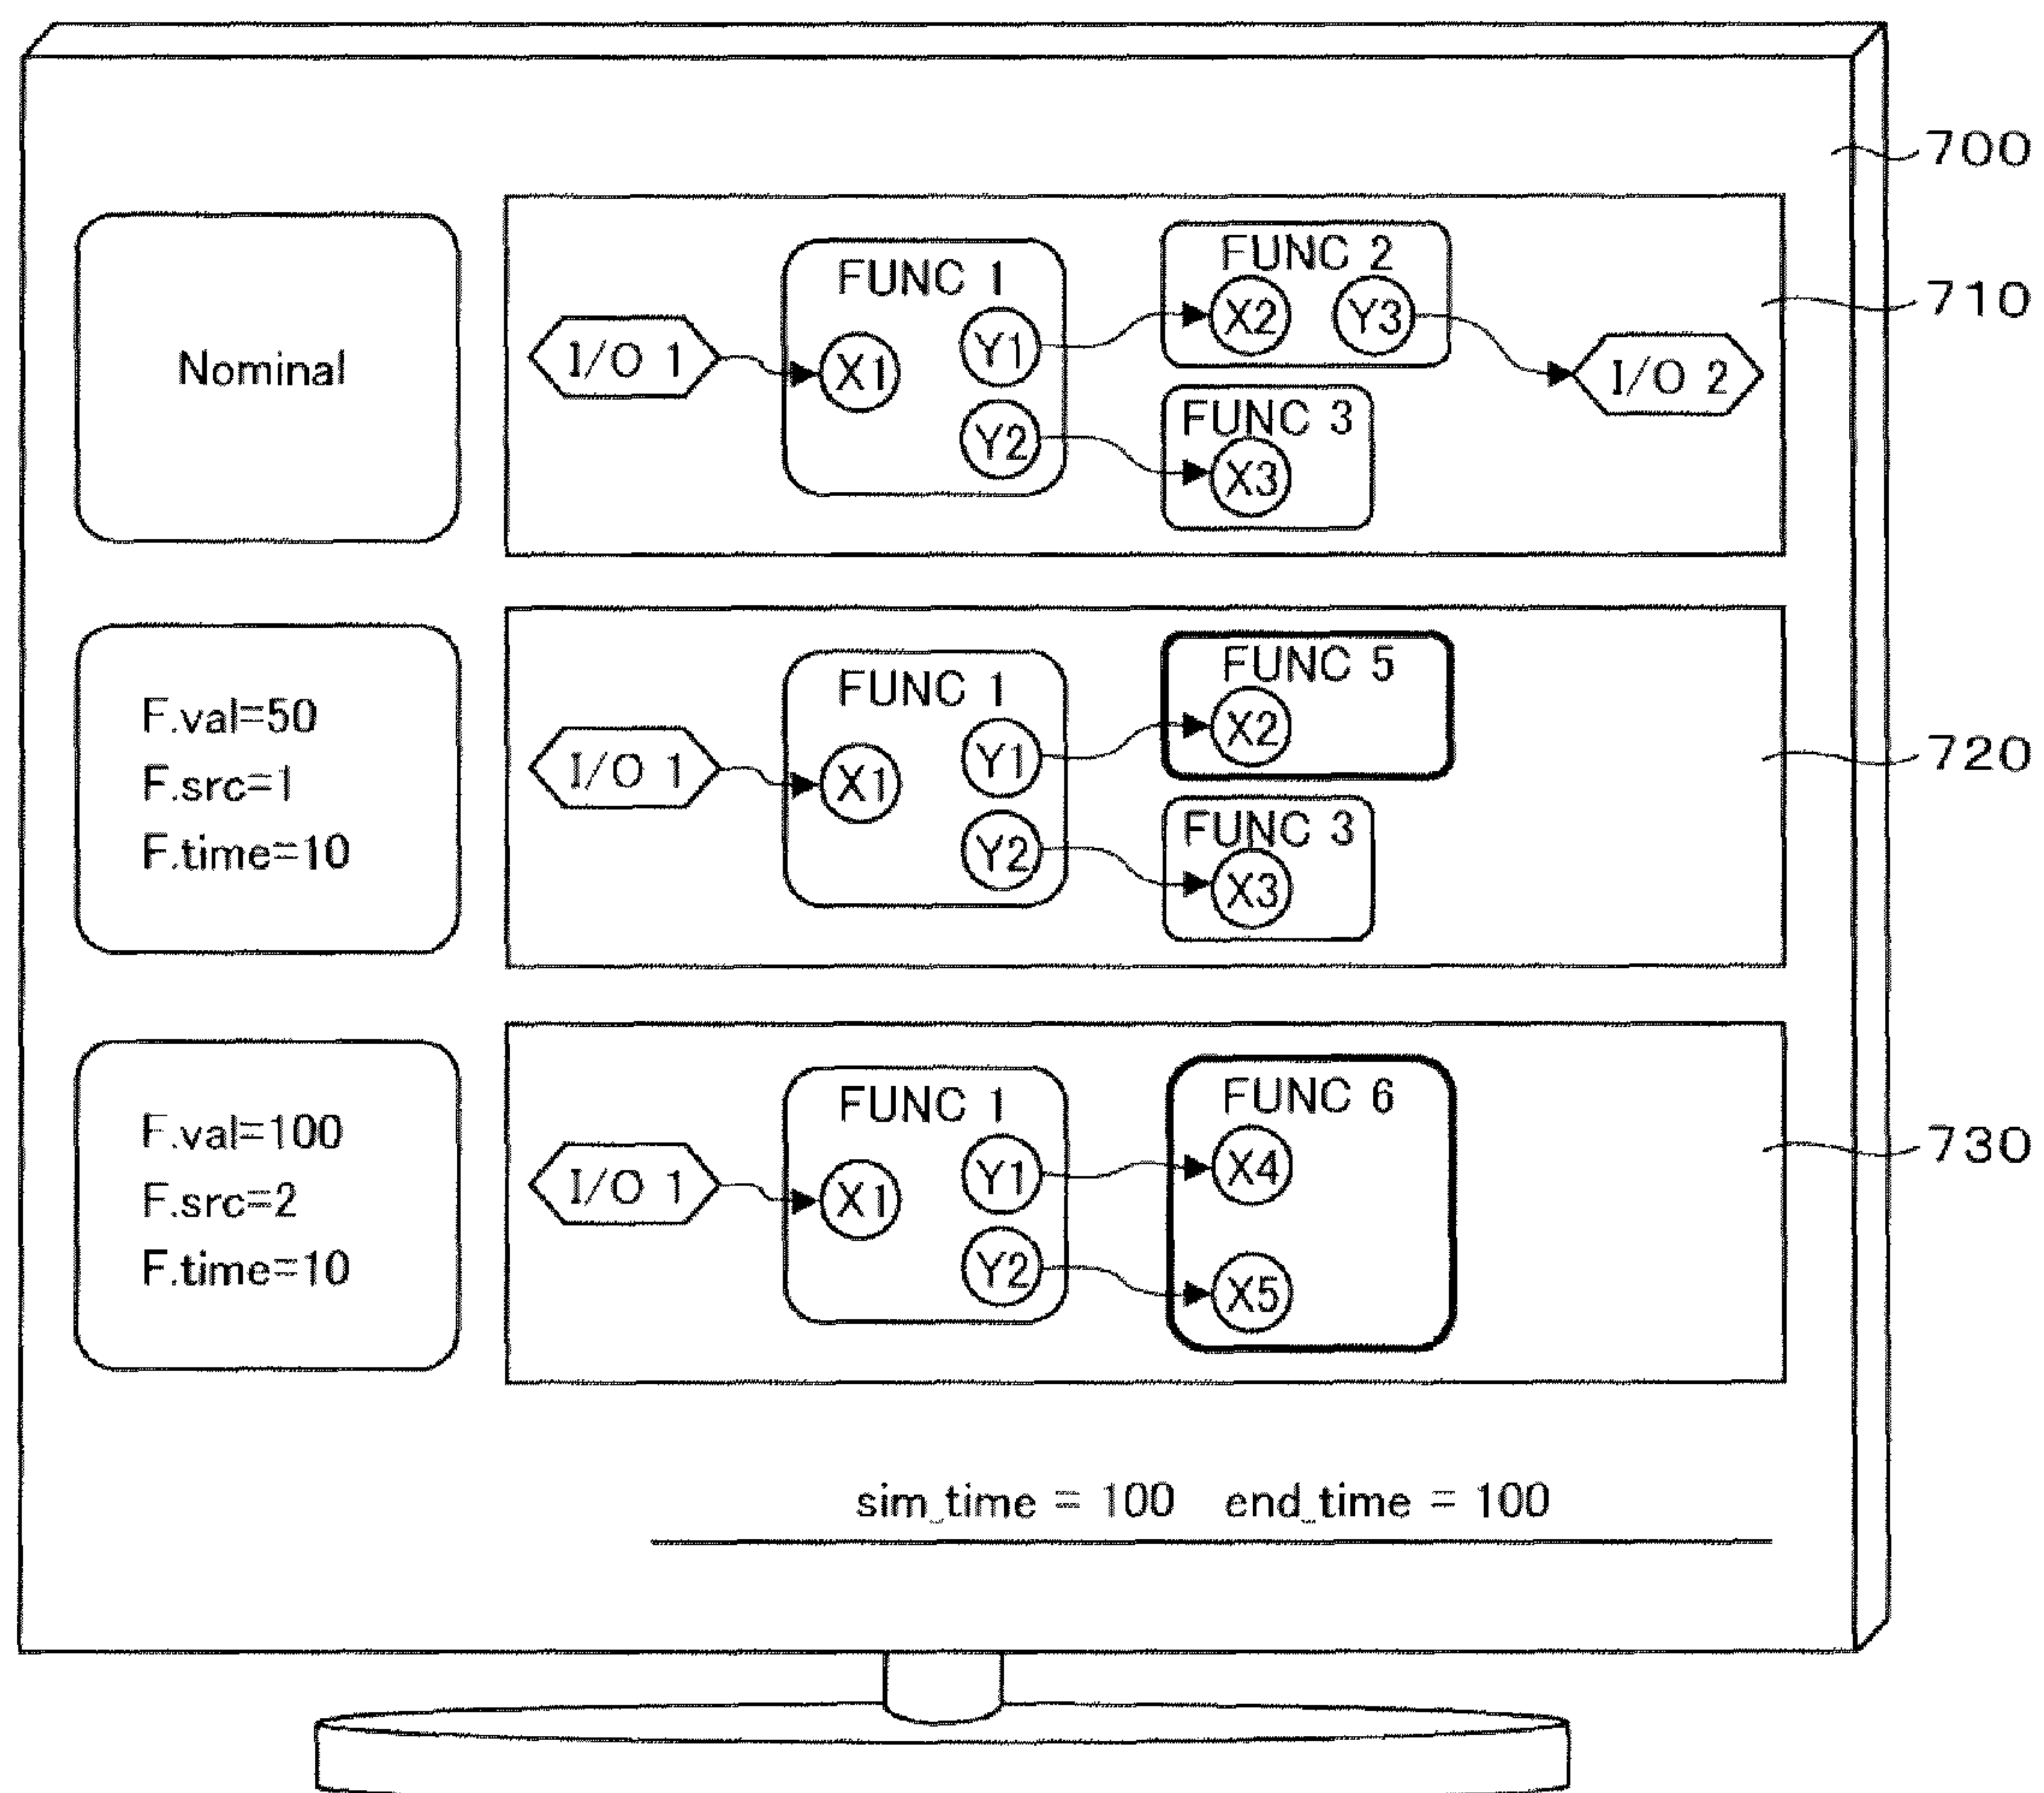 700
Nominal
I/O 1
FUNC 1
X1
Y1
Y2
FUNC 2
X2
Y3
FUNC 3
X3
I/O 2
710
F.val=50
F.src=1
F.time=10
I/O 1
FUNC 1
X1
Y1
Y2
FUNC 5
X2
FUNC 3
X3
720
F.val=100
F.src=2
F.time=10
I/O 1
FUNC 1
X1
Y1
Y2
FUNC 6
X4
X5
730
sim_time = 100 end_time = 100